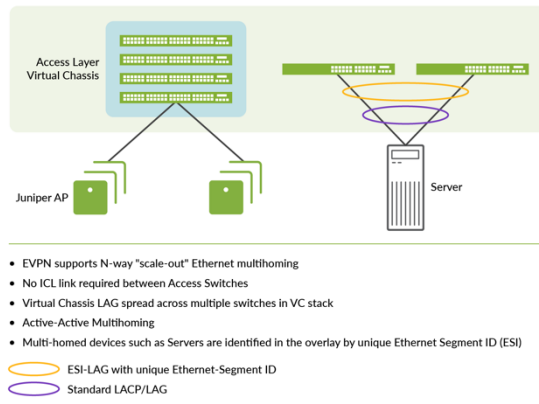 Access Layer
Virtual Chassis
Juniper AP
Server
• EVPN supports N-way "scale-out" Ethernet multihoming
• No ICL link required between Access Switches
• Virtual Chassis LAG spread across multiple switches in VC stack
• Active-Active Multihoming
• Multi-homed devices such as Servers are identified in the overlay by unique Ethernet Segment ID (ESI)
ESI-LAG with unique Ethernet-Segment ID
Standard LACP/LAG